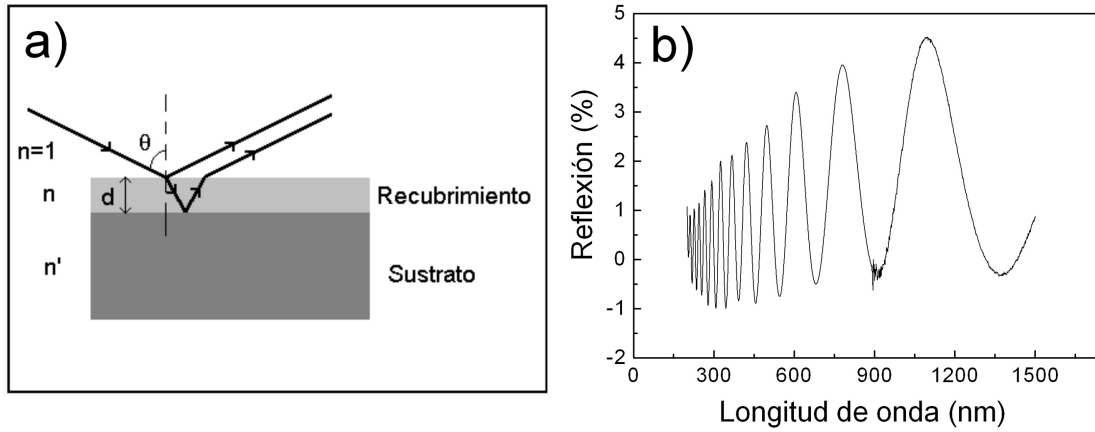 a)
θ
n=1
n
d
Recubrimiento
n'
Sustrato
b)
Reflexión (%)
5
4
3
2
1
0
-1
-2
0 300 600 900 1200 1500
Longitud de onda (nm)